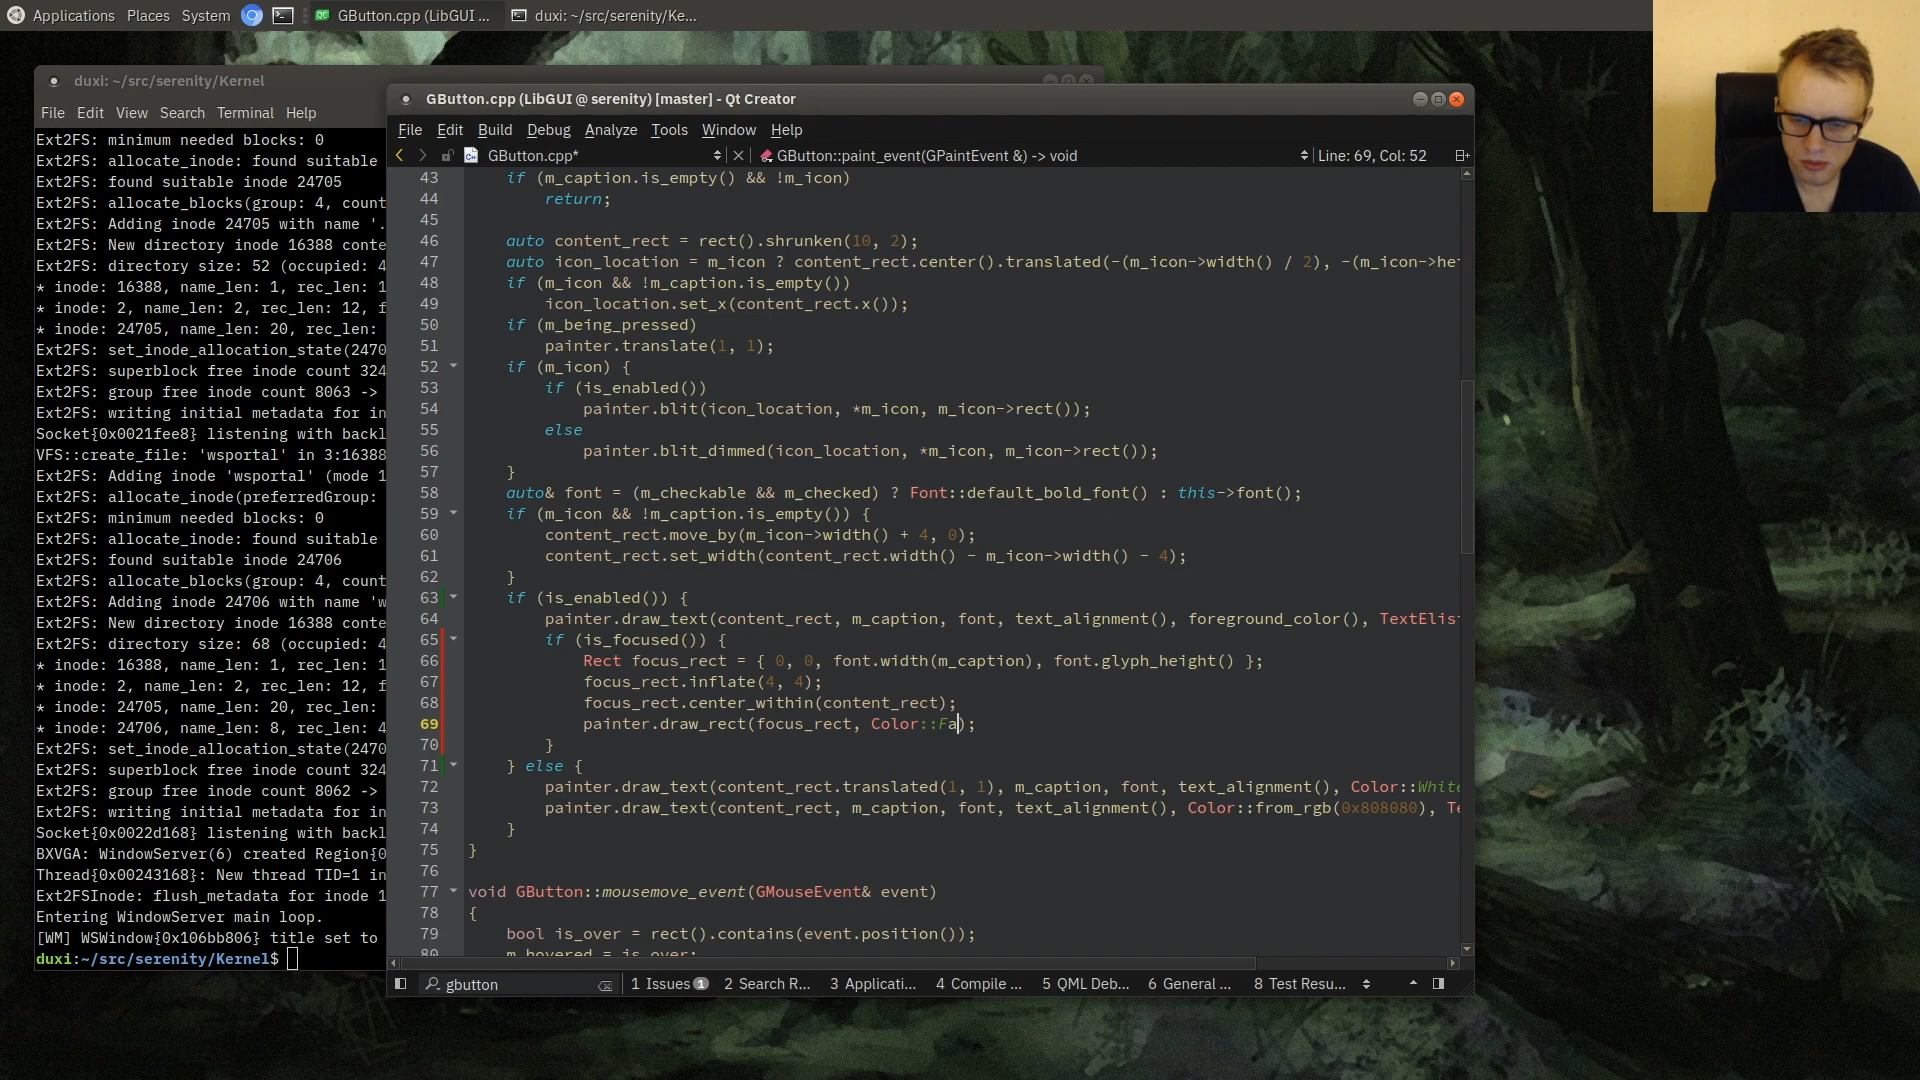 Applications Places System GButton.cpp (LibGUI ... duxi: ~/src/serenity/Ke...
duxi: ~/src/serenity/Kernel
File Edit View Search Terminal Help
Ext2FS: minimum needed blocks: 0
Ext2FS: allocate_inode: found suitable
Ext2FS: found suitable inode 24705
Ext2FS: allocate_blocks(group: 4, count
Ext2FS: Adding inode 24705 with name '.
Ext2FS: New directory inode 16388 conte
Ext2FS: directory size: 52 (occupied: 4
* inode: 16388, name_len: 1, rec_len: 1
* inode: 2, name_len: 2, rec_len: 12, f
* inode: 24705, name_len: 20, rec_len:
Ext2FS: set_inode_allocation_state(2470
Ext2FS: superblock free inode count 324
Ext2FS: group free inode count 8063 ->
Ext2FS: writing initial metadata for in
Socket{0x0021fee8} listening with backl
VFS::create_file: 'wsportal' in 3:16388
Ext2FS: Adding inode 'wsportal' (mode 1
Ext2FS: allocate_inode(preferredGroup:
Ext2FS: minimum needed blocks: 0
Ext2FS: allocate_inode: found suitable
Ext2FS: found suitable inode 24706
Ext2FS: allocate_blocks(group: 4, count
Ext2FS: Adding inode 24706 with name 'w
Ext2FS: New directory inode 16388 conte
Ext2FS: directory size: 68 (occupied: 4
* inode: 16388, name_len: 1, rec_len: 1
* inode: 2, name_len: 2, rec_len: 12, f
* inode: 24705, name_len: 20, rec_len:
* inode: 24706, name_len: 8, rec_len: 4
Ext2FS: set_inode_allocation_state(2470
Ext2FS: superblock free inode count 324
Ext2FS: group free inode count 8062 ->
Ext2FS: writing initial metadata for in
Socket{0x0022d168} listening with backl
BXVGA: WindowServer(6) created Region{0
Thread{0x00243168}: New thread TID=1 in
Ext2FSInode: flush_metadata for inode 1
Entering WindowServer main loop.
[WM] WSWindow{0x106bb806} title set to
duxi:~/src/serenity/Kernel$
GButton.cpp (LibGUI @ serenity) [master] - Qt Creator
File Edit Build Debug Analyze Tools Window Help
GButton.cpp* GButton::paint_event(GPaintEvent &) -> void Line: 69, Col: 52
43 if (m_caption.is_empty() && !m_icon)
44 return;
45
46 auto content_rect = rect().shrunken(10, 2);
47 auto icon_location = m_icon ? content_rect.center().translated(-(m_icon->width() / 2), -(m_icon->he
48 if (m_icon && !m_caption.is_empty())
49 icon_location.set_x(content_rect.x());
50 if (m_being_pressed)
51 painter.translate(1, 1);
52 if (m_icon) {
53 if (is_enabled())
54 painter.blit(icon_location, *m_icon, m_icon->rect());
55 else
56 painter.blit_dimmed(icon_location, *m_icon, m_icon->rect());
57 }
58 auto& font = (m_checkable && m_checked) ? Font::default_bold_font() : this->font();
59 if (m_icon && !m_caption.is_empty()) {
60 content_rect.move_by(m_icon->width() + 4, 0);
61 content_rect.set_width(content_rect.width() - m_icon->width() - 4);
62 }
63 if (is_enabled()) {
64 painter.draw_text(content_rect, m_caption, font, text_alignment(), foreground_color(), TextElis
65 if (is_focused()) {
66 Rect focus_rect = { 0, 0, font.width(m_caption), font.glyph_height() };
67 focus_rect.inflate(4, 4);
68 focus_rect.center_within(content_rect);
69 painter.draw_rect(focus_rect, Color::Fa);
70 }
71 } else {
72 painter.draw_text(content_rect.translated(1, 1), m_caption, font, text_alignment(), Color::White
73 painter.draw_text(content_rect, m_caption, font, text_alignment(), Color::from_rgb(0x808080), Te
74 }
75 }
76
77 void GButton::mousemove_event(GMouseEvent& event)
78 {
79 bool is_over = rect().contains(event.position());
80 m_hovered = is_over;
gbutton 1 Issues 1 2 Search R... 3 Applicati... 4 Compile ... 5 QML Deb... 6 General ... 8 Test Resu...